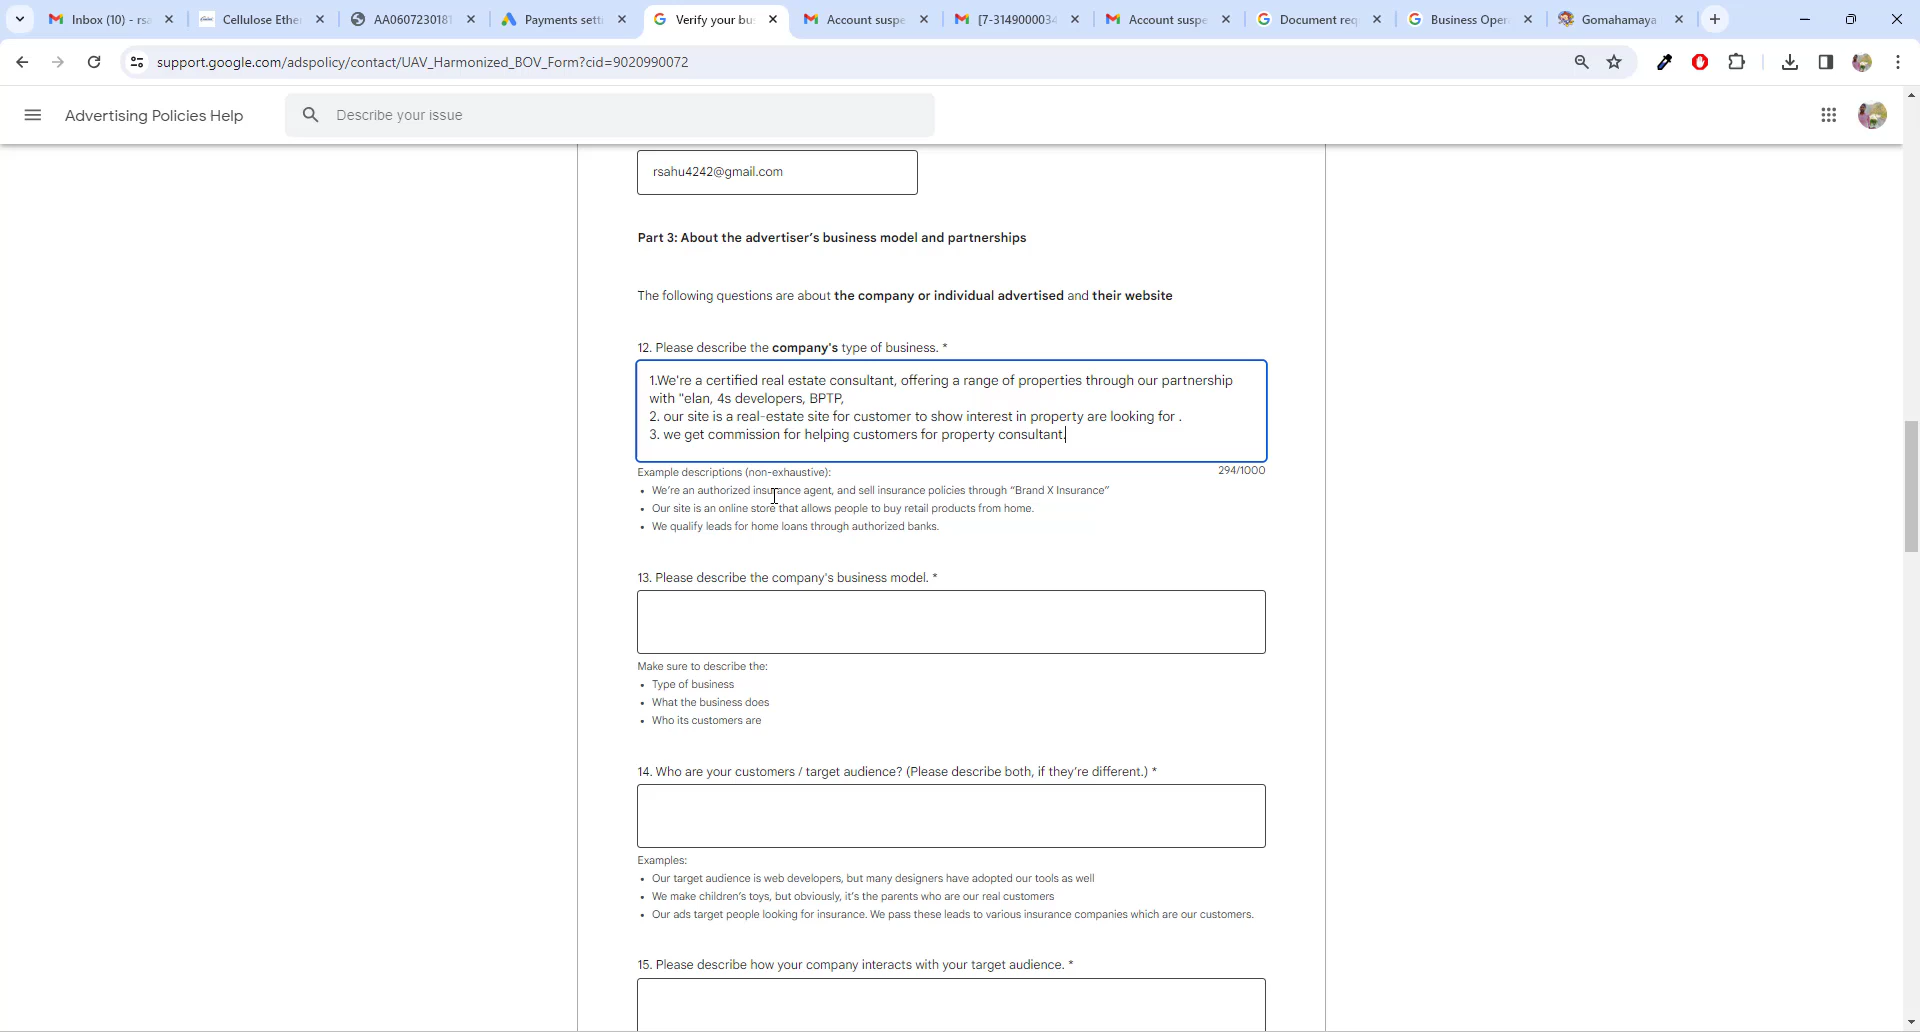 Inbox (10) - rsa
Cellulose Ethe
AA0607230181
Payments sett
Verify your bu
Account suspe
[7-3149000034
Account suspe
Document req
Business Oper
Gomahamaya
support.google.com/adspolicy/contact/UAV_Harmonized_BOV_Form?cid=9020990072
Advertising Policies Help
Describe your issue
rsahu4242@gmail.com
Part 3: About the advertiser's business model and partnerships
The following questions are about the company or individual advertised and their website
12. Please describe the company's type of business. *
1.We're a certified real estate consultant, offering a range of properties through our partnership
with "elan, 4s developers, BPTP,
2. our site is a real-estate site for customer to show interest in property are looking for .
3. we get commission for helping customers for property consultant.
Example descriptions (non-exhaustive):
294/1000
• We're an authorized insurance agent, and sell insurance policies through “Brand X Insurance”
• Our site is an online store that allows people to buy retail products from home.
• We qualify leads for home loans through authorized banks.
13. Please describe the company's business model. *
Make sure to describe the:
• Type of business
• What the business does
• Who its customers are
14. Who are your customers / target audience? (Please describe both, if they're different.) *
Examples:
• Our target audience is web developers, but many designers have adopted our tools as well
• We make children's toys, but obviously, it's the parents who are our real customers
• Our ads target people looking for insurance. We pass these leads to various insurance companies which are our customers.
15. Please describe how your company interacts with your target audience. *